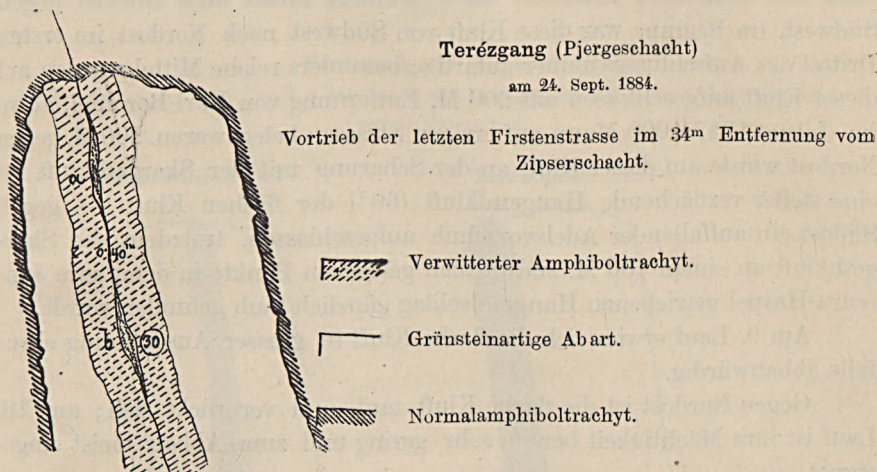 Terézgang (Pjergeschacht)
am 24. Sept. 1884.
Vortrieb der letzten Firstenstrasse im 34m Entfernung vom
Zipserschacht.
Verwitterter Amphiboltrachyt.
Grünsteinartige Abart.
Normalamphiboltrachyt.
a
b
30